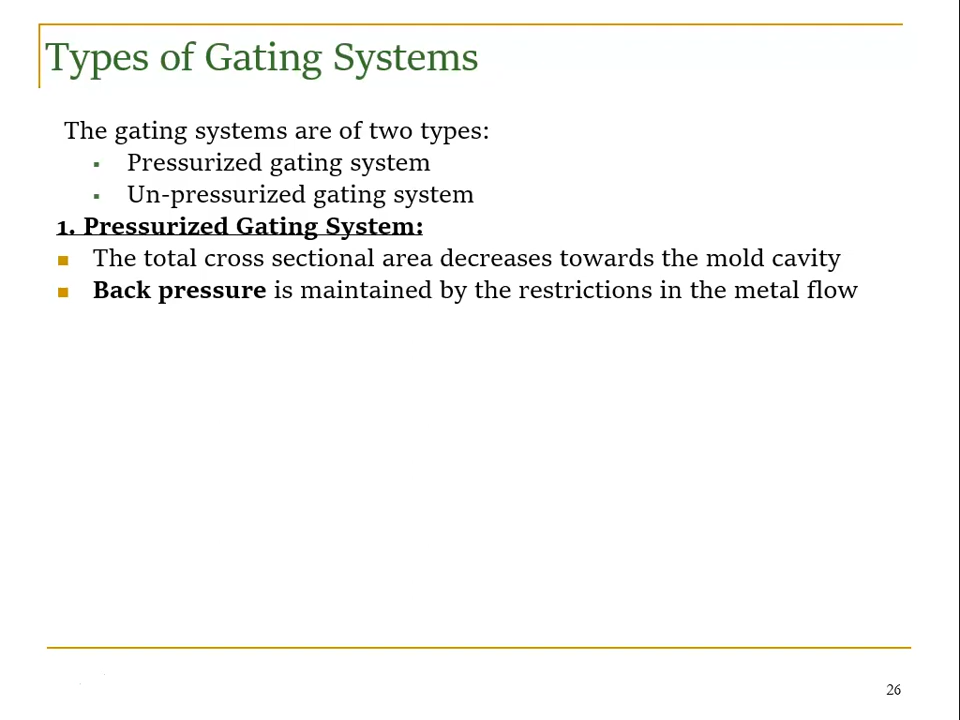 Types of Gating Systems
The gating systems are of two types:
▪ Pressurized gating system
▪ Un-pressurized gating system
1. Pressurized Gating System:
■ The total cross sectional area decreases towards the mold cavity
■ Back pressure is maintained by the restrictions in the metal flow
26